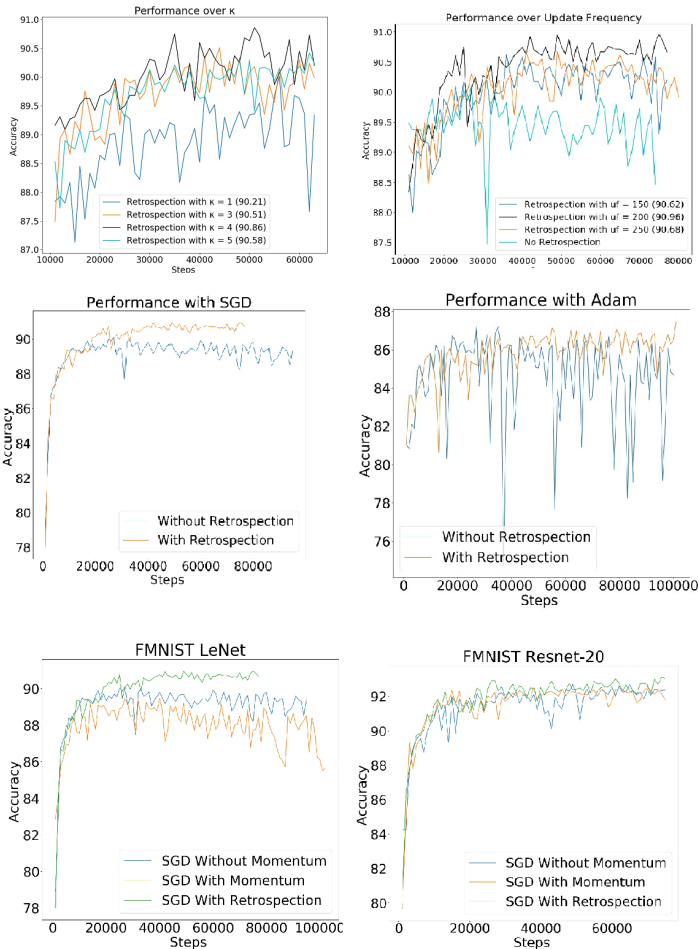 Performance over κ
91.0
90.5
90.0
89.5
89.0
88.5
88.0
87.5
87.0
Accuracy
Retrospection with κ = 1 (90.21)
Retrospection with κ = 3 (90.51)
Retrospection with κ = 4 (90.86)
Retrospection with κ = 5 (90.58)
10000 20000 30000 40000 50000 60000
Steps
Performance over Update Frequency
91.0
90.5
90.0
89.5
89.0
88.5
88.0
87.5
Accuracy
Retrospection with uf = 150 (90.62)
Retrospection with uf = 200 (90.96)
Retrospection with uf = 250 (90.68)
No Retrospection
10000 20000 30000 40000 50000 60000 70000 80000
Performance with SGD
90
88
86
84
82
80
78
Accuracy
Without Retrospection
With Retrospection
0 20000 40000 60000 80000
Steps
Performance with Adam
88
86
84
82
80
78
76
Accuracy
Without Retrospection
With Retrospection
0 20000 40000 60000 80000 100000
Steps
FMNIST LeNet
90
88
86
84
82
80
78
Accuracy
SGD Without Momentum
SGD With Momentum
SGD With Retrospection
0 20000 40000 60000 80000 100000
Steps
FMNIST Resnet-20
92
90
88
86
84
82
80
Accuracy
SGD Without Momentum
SGD With Momentum
SGD With Retrospection
0 20000 40000 60000
Steps